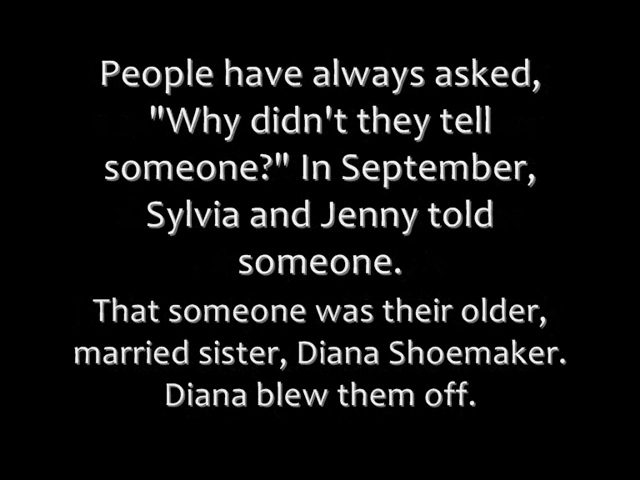 People have always asked,
"Why didn't they tell
someone?" In September,
Sylvia and Jenny told
someone.
That someone was their older,
married sister, Diana Shoemaker.
Diana blew them off.